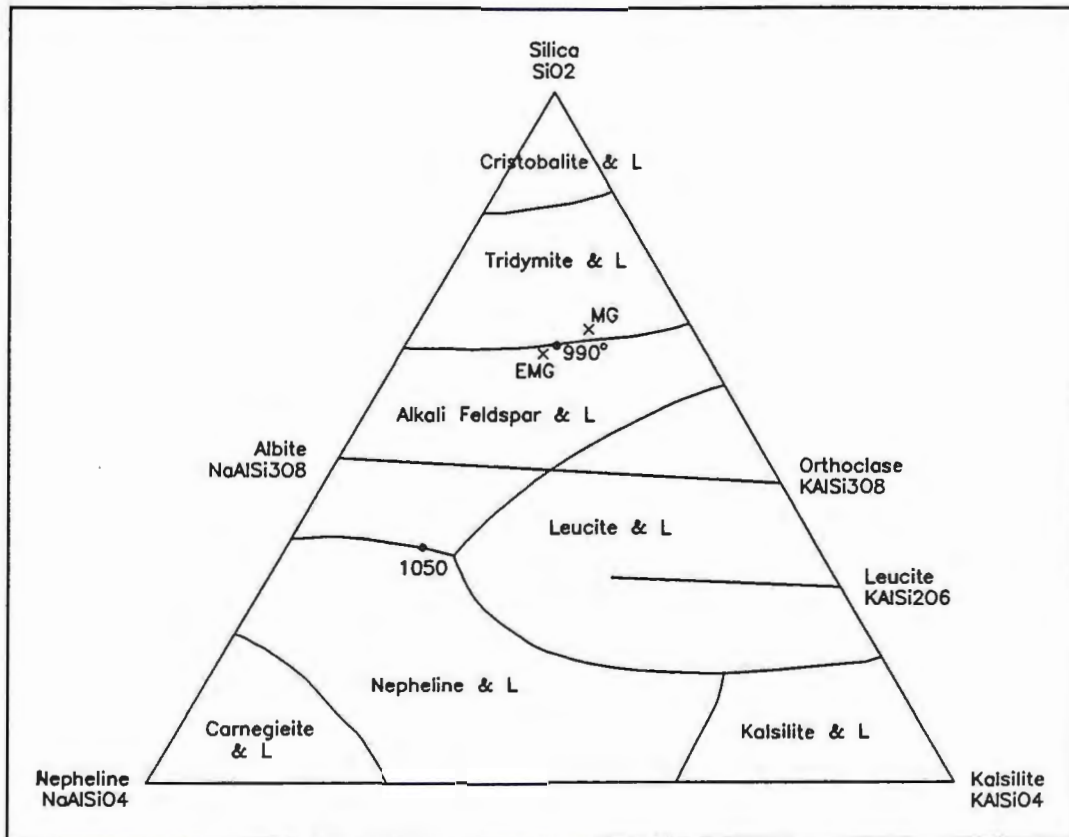 Silica
SiO2
Cristobalite & L
Tridymite & L
MG
990°
EMG
Alkali Feldspar & L
Albite
NaAlSi3O8
Orthoclase
KAlSi3O8
Leucite & L
1050
Leucite
KAlSi2O6
Nepheline & L
Carnegieite
& L
Kalsilite & L
Nepheline
NaAlSiO4
Kalsilite
KAlSiO4